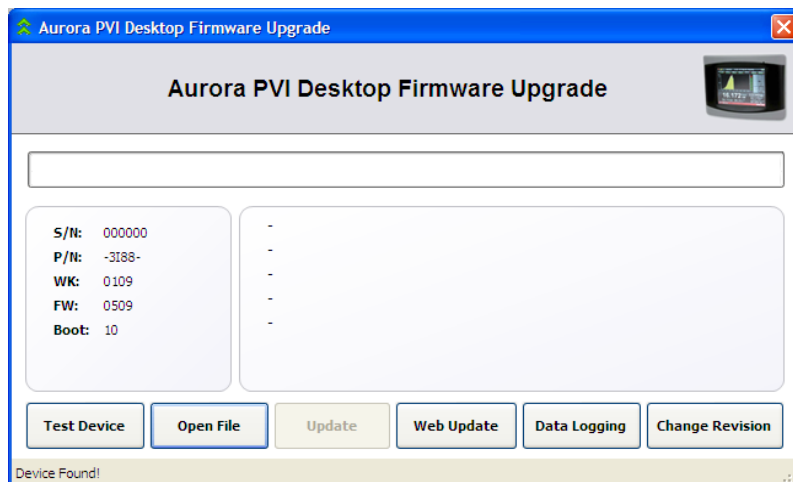 Aurora PVI Desktop Firmware Upgrade
Aurora PVI Desktop Firmware Upgrade
S/N: 000000
P/N: -3I88-
WK: 0109
FW: 0509
Boot: 10
-
-
-
-
-
Test Device
Open File
Update
Web Update
Data Logging
Change Revision
Device Found!